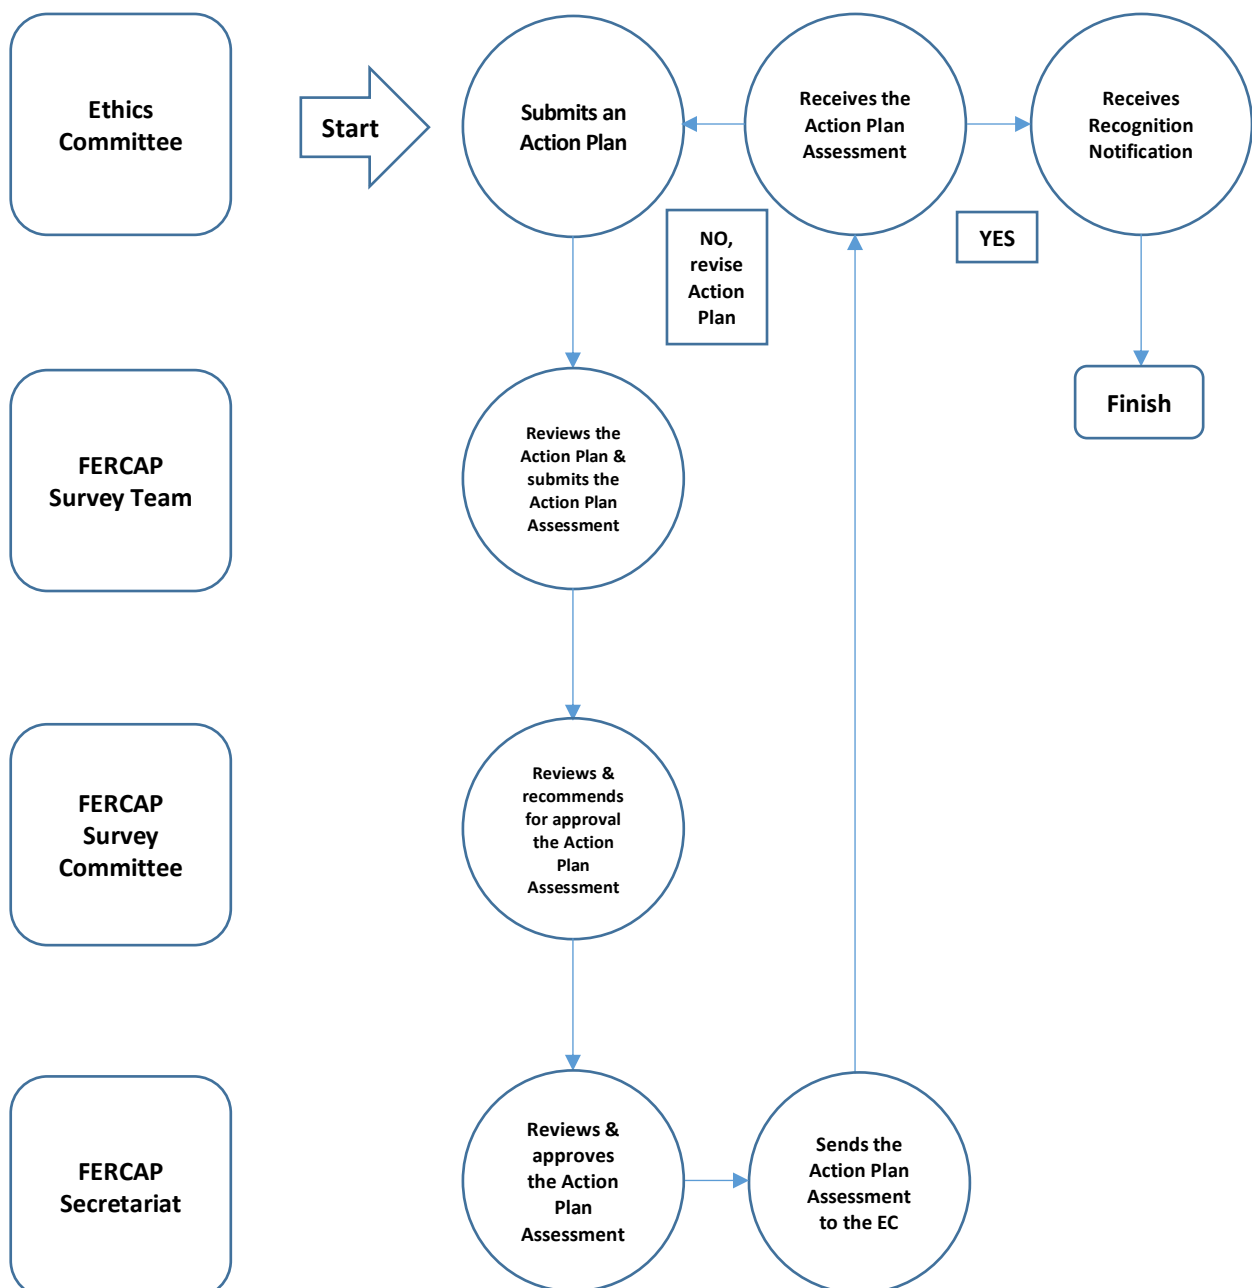 Ethics
Committee
Start
Submits an
Action Plan
Receives the
Action Plan
Assessment
Receives
Recognition
Notification
NO,
revise
Action
Plan
YES
Finish
FERCAP
Survey Team
Reviews the
Action Plan &
submits the
Action Plan
Assessment
FERCAP
Survey
Committee
Reviews &
recommends
for approval
the Action
Plan
Assessment
FERCAP
Secretariat
Reviews &
approves
the Action
Plan
Assessment
Sends the
Action Plan
Assessment
to the EC